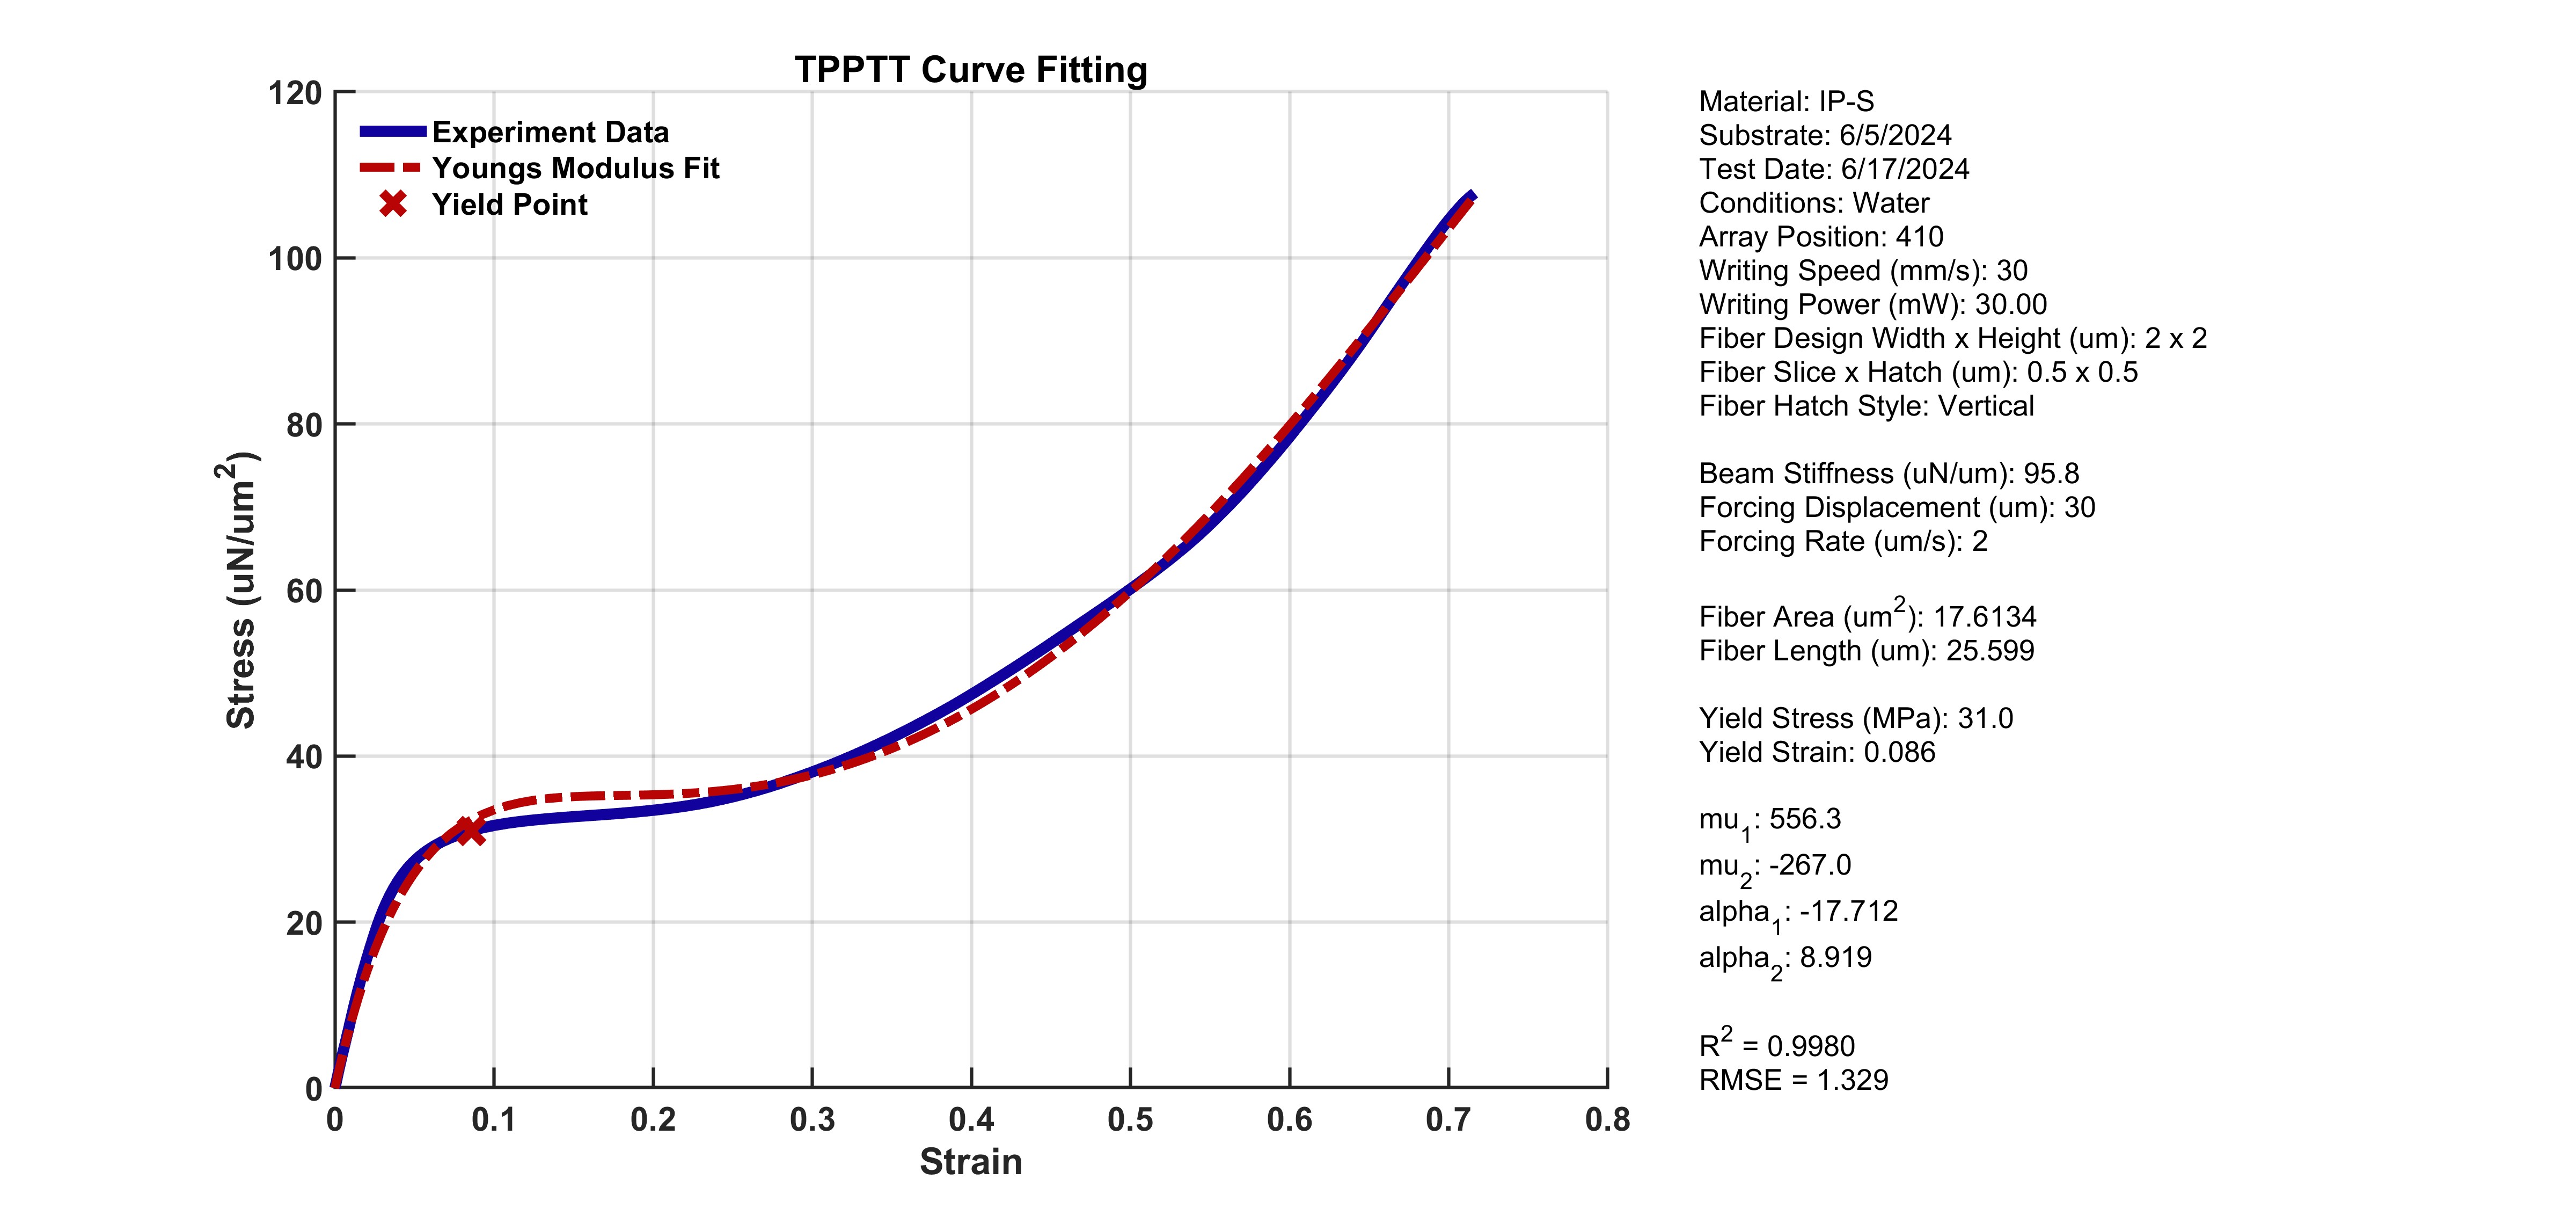 TPPTT Curve Fitting
Experiment Data
Youngs Modulus Fit
Yield Point
120
100
80
60
40
20
0
Stress (uN/um²)
0 0.1 0.2 0.3 0.4 0.5 0.6 0.7 0.8
Strain
Material: IP-S
Substrate: 6/5/2024
Test Date: 6/17/2024
Conditions: Water
Array Position: 410
Writing Speed (mm/s): 30
Writing Power (mW): 30.00
Fiber Design Width x Height (um): 2 x 2
Fiber Slice x Hatch (um): 0.5 x 0.5
Fiber Hatch Style: Vertical
Beam Stiffness (uN/um): 95.8
Forcing Displacement (um): 30
Forcing Rate (um/s): 2
Fiber Area (um²): 17.6134
Fiber Length (um): 25.599
Yield Stress (MPa): 31.0
Yield Strain: 0.086
mu₁: 556.3
mu₂: -267.0
alpha₁: -17.712
alpha₂: 8.919
R² = 0.9980
RMSE = 1.329